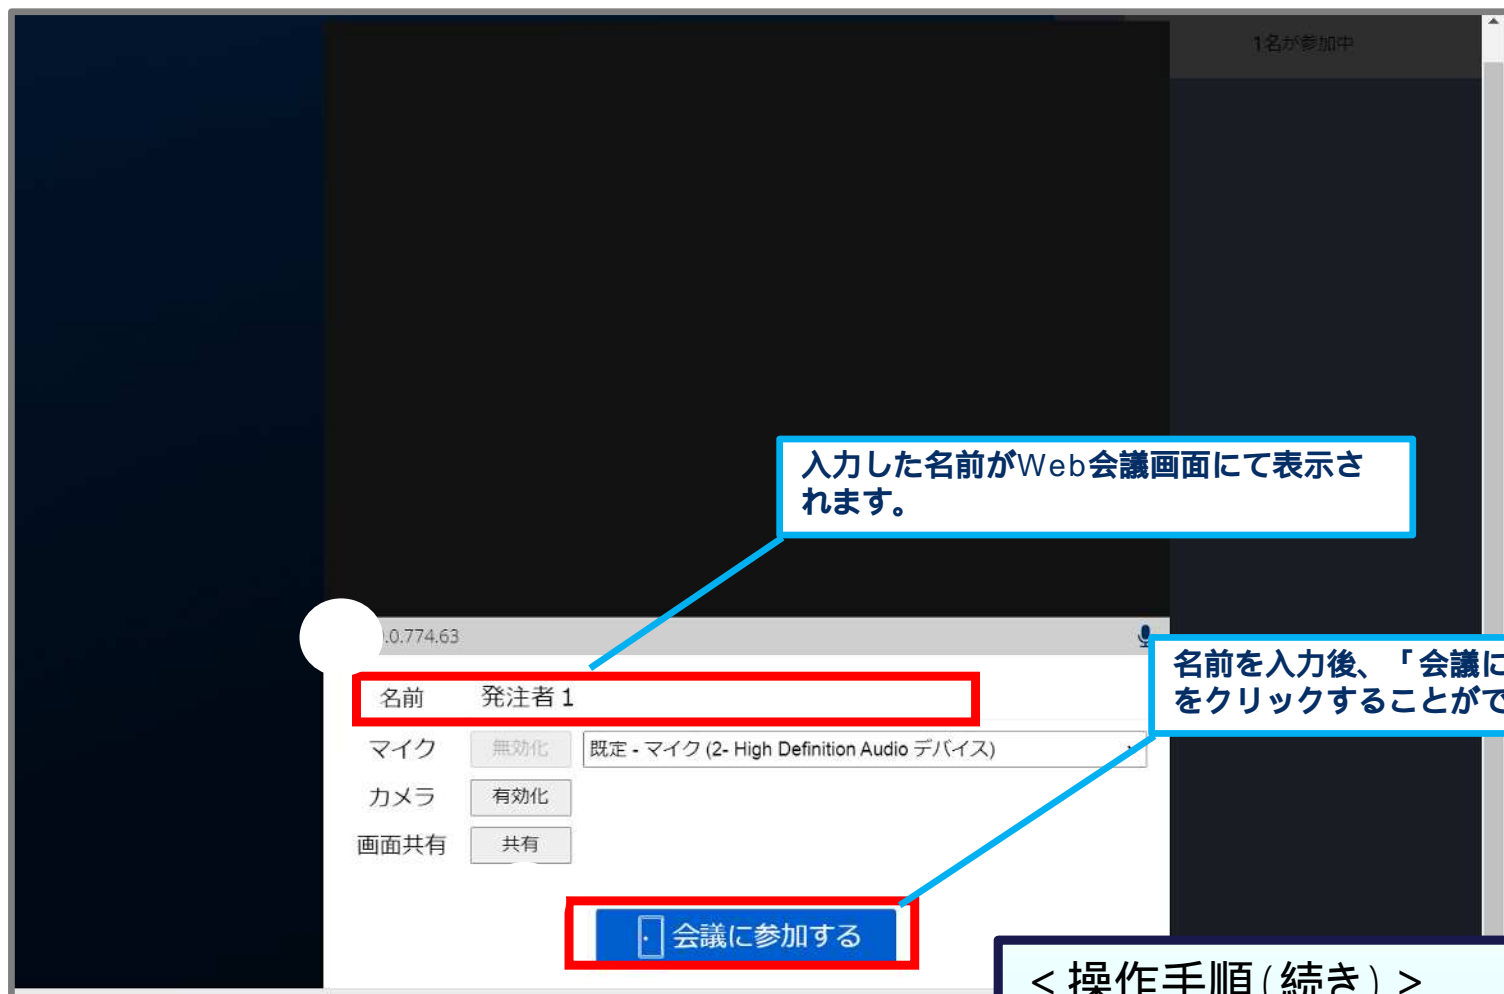 1名が参加中
入力した名前がWeb会議画面にて表示さ
れます。
.0.774.63
名前を入力後、「会議に
をクリックすることがで
名前 発注者１
マイク 無効化 既定 - マイク (2- High Definition Audio デバイス)
カメラ 有効化
画面共有 共有
会議に参加する
＜操作手順(続き)＞